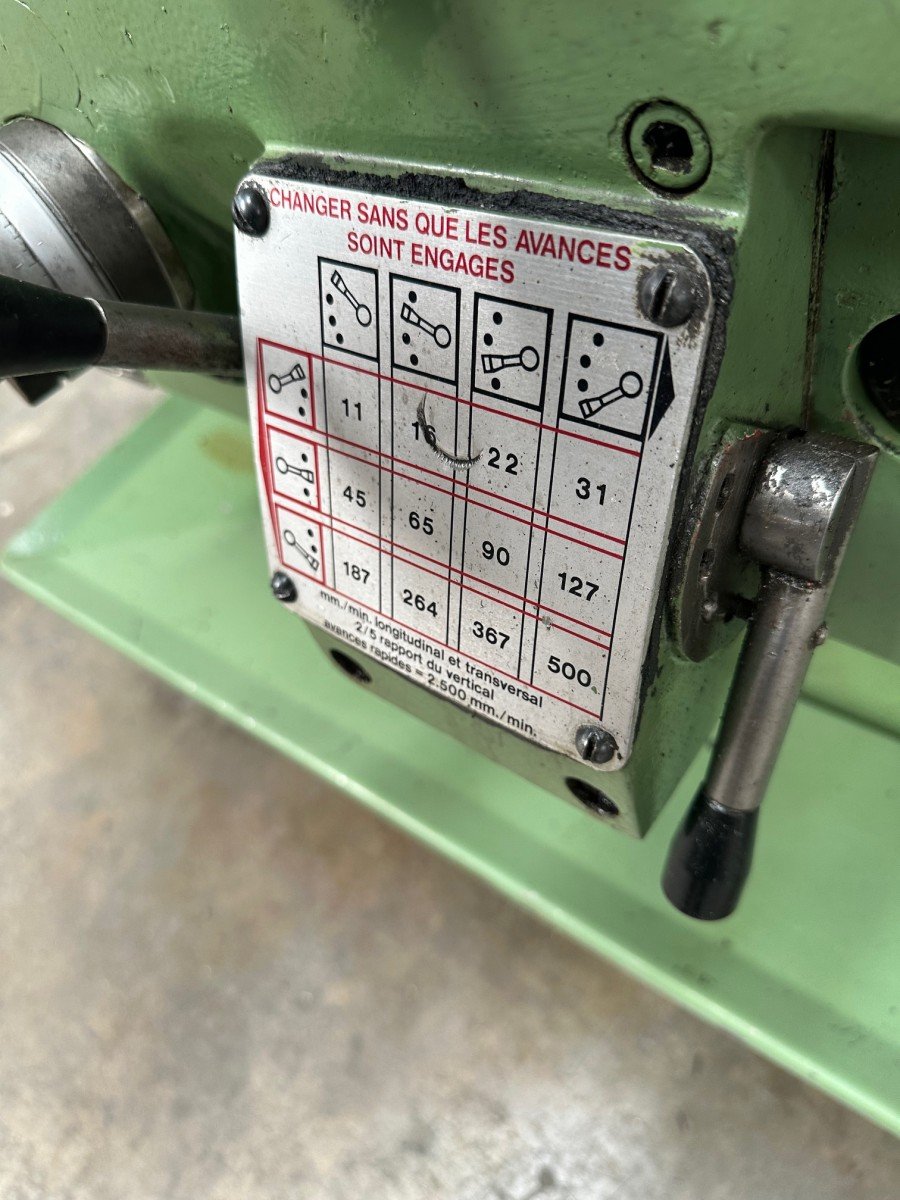 CHANGER SANS QUE LES AVANCES
SOINT ENGAGES
11 16 22 31
45 65 90 127
187 264 367 500
mm./min. longitudinal et transversal
2/5 rapport du vertical
avances rapides = 2.500 mm./min.